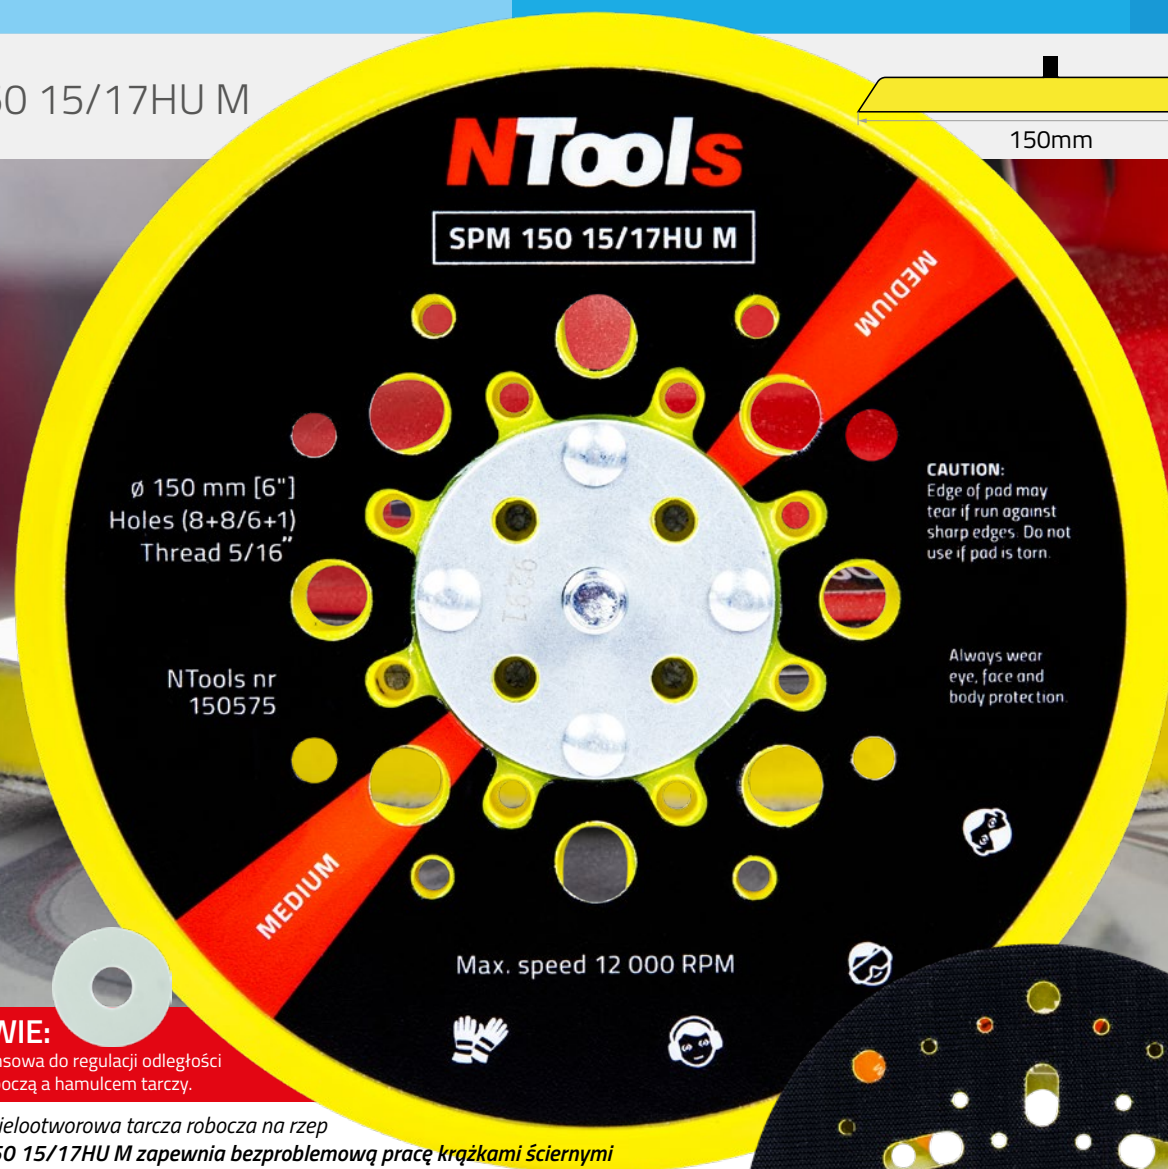 50 15/17HU M
150mm
NTools
SPM 150 15/17HU M
MEDIUM
ø 150 mm [6"]
Holes (8+8/6+1)
Thread 5/16"
CAUTION:
Edge of pad may
tear if run against
sharp edges. Do not
use if pad is torn.
9291
NTools nr
150575
Always wear
eye, face and
body protection.
MEDIUM
Max. speed 12 000 RPM
WIE:
nsowa do regulacji odległości
boczą a hamulcem tarczy.
ielootworowa tarcza robocza na rzep
50 15/17HU M zapewnia bezproblemową pracę krążkami ściernymi